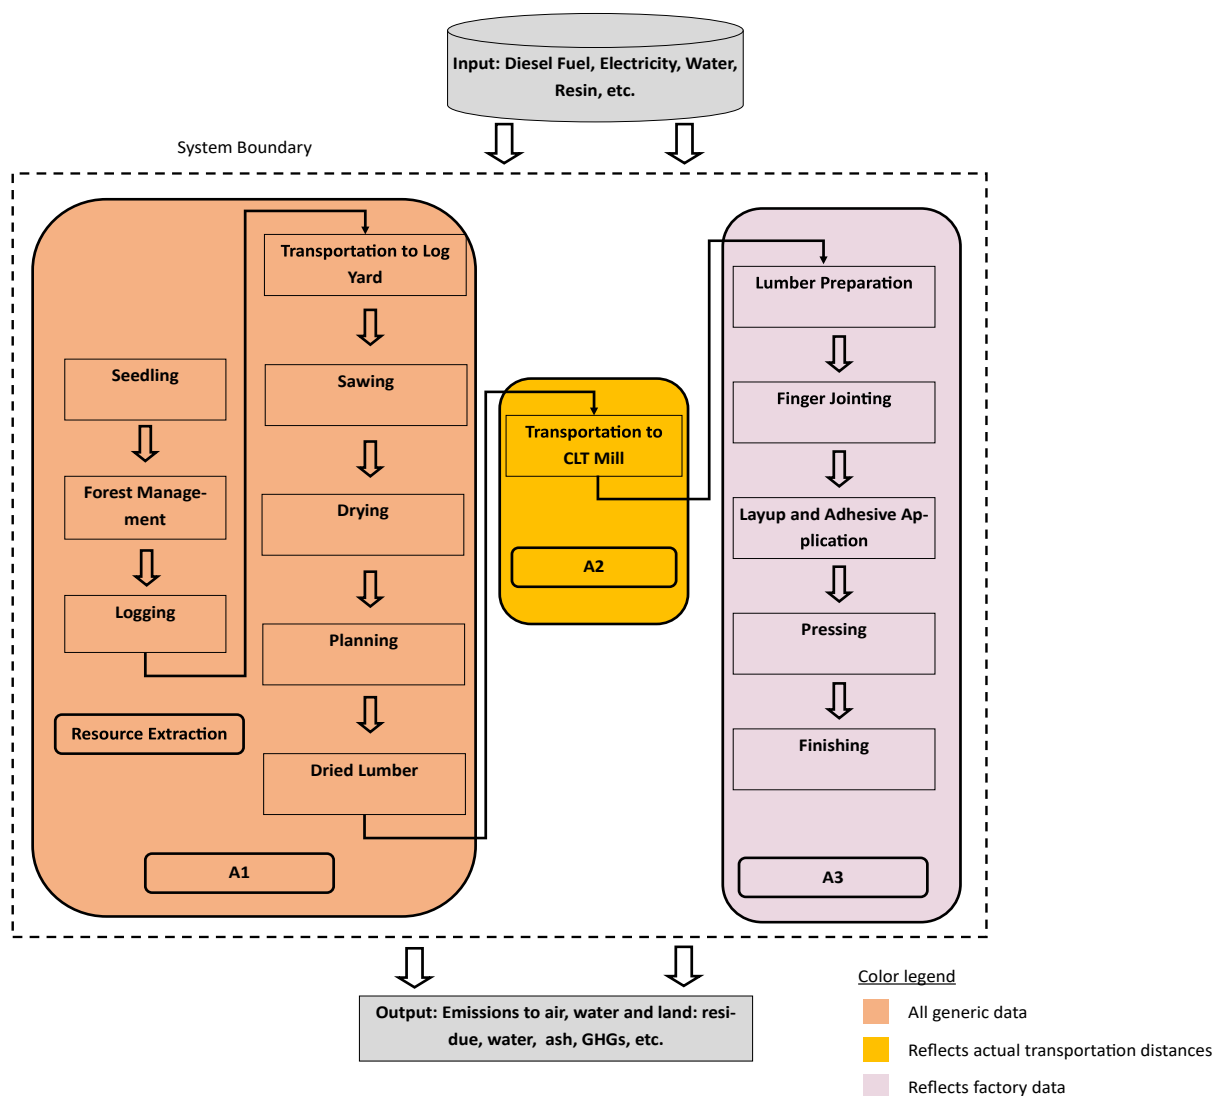 Input: Diesel Fuel, Electricity, Water,
Resin, etc.
System Boundary
Seedling
Forest Manage-
ment
Logging
Resource Extraction
Transportation to Log
Yard
Sawing
Drying
Planning
Dried Lumber
A1
Transportation to
CLT Mill
A2
Lumber Preparation
Finger Jointing
Layup and Adhesive Ap-
plication
Pressing
Finishing
A3
Output: Emissions to air, water and land: resi-
due, water, ash, GHGs, etc.
Color legend
All generic data
Reflects actual transportation distances
Reflects factory data